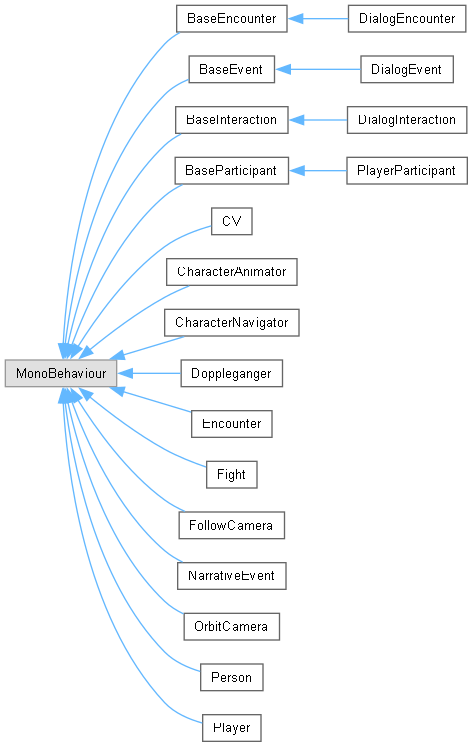 BaseEncounter
DialogEncounter
BaseEvent
DialogEvent
BaseInteraction
DialogInteraction
BaseParticipant
PlayerParticipant
CV
CharacterAnimator
CharacterNavigator
MonoBehaviour
Doppleganger
Encounter
Fight
FollowCamera
NarrativeEvent
OrbitCamera
Person
Player